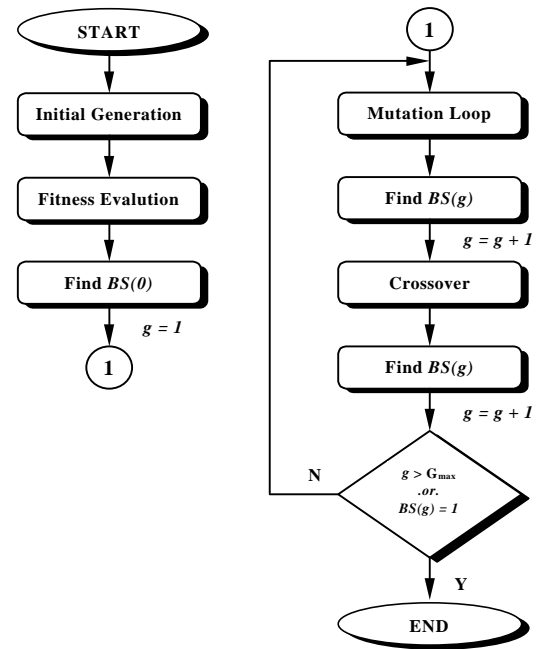 START
Initial Generation
Fitness Evalution
Find BS(0)
g = 1
1
1
Mutation Loop
Find BS(g)
g = g + 1
Crossover
Find BS(g)
g = g + 1
g > Gmax
.or.
BS(g) = 1
N
Y
END